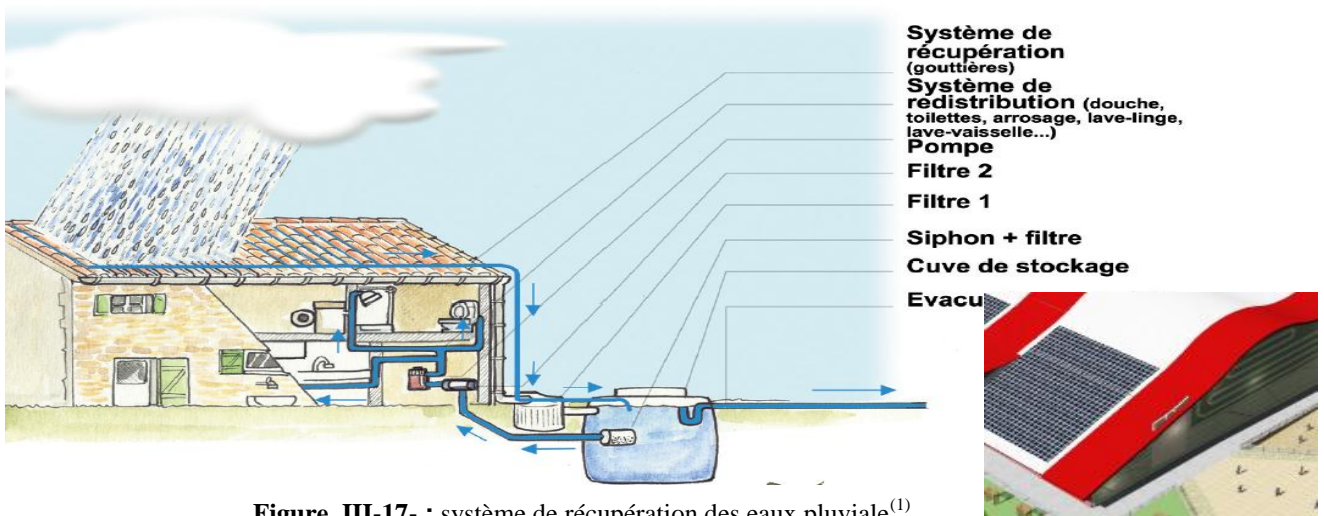 Système de
récupération
(gouttières)
Système de
redistribution (douche,
toilettes, arrosage, lave-linge,
lave-vaisselle...)
Pompe
Filtre 2
Filtre 1
Siphon + filtre
Cuve de stockage
Figure III-17- : système de récupération des eaux pluviale(1)